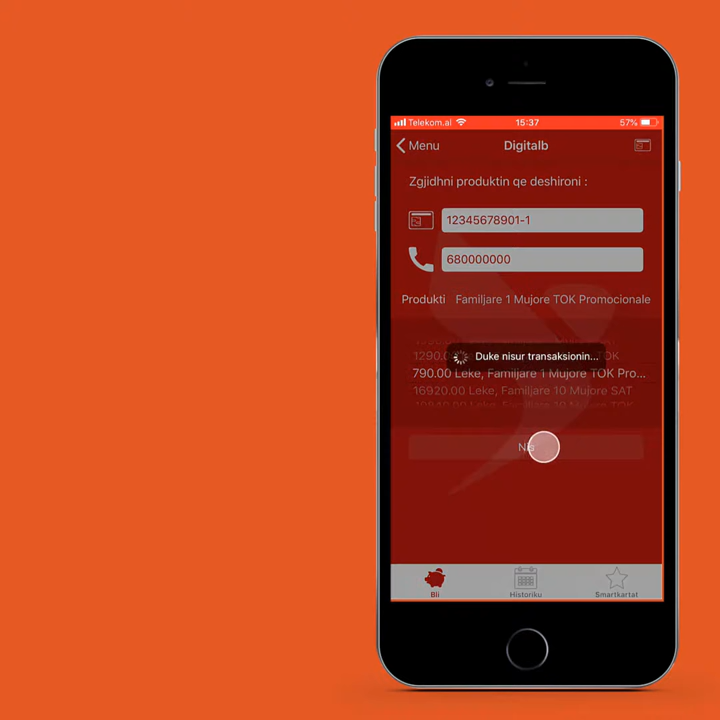 Telekom.al 15:37 57%
Menu Digitalb
Zgjidhni produktin qe deshironi :
12345678901-1
680000000
Produkti Familjare 1 Mujore TOK Promocionale
1290.00 TOK
Duke nisur transaksionin...
790.00 Leke, Familjare 1 Mujore TOK Pro...
16920.00 Leke, Familjare 10 Mujore SAT
Bli Historiku Smartkartat